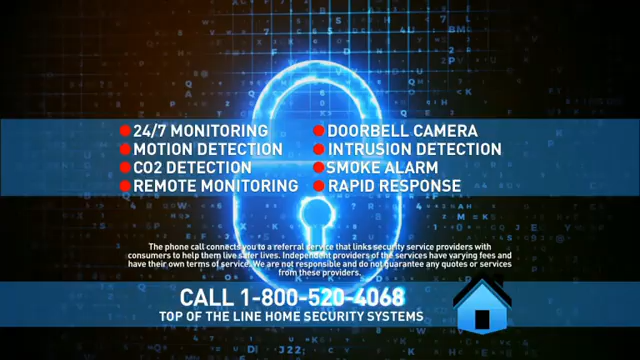 24/7 MONITORING
MOTION DETECTION
CO2 DETECTION
REMOTE MONITORING
DOORBELL CAMERA
INTRUSION DETECTION
SMOKE ALARM
RAPID RESPONSE
The phone call connects you to a referral service that links security service providers with
consumers to help them live safer lives. Independent providers of the services have varying fees and
have their own terms of service. We are not responsible and do not guarantee any quotes or services
from these providers.
CALL 1-800-520-4068
TOP OF THE LINE HOME SECURITY SYSTEMS